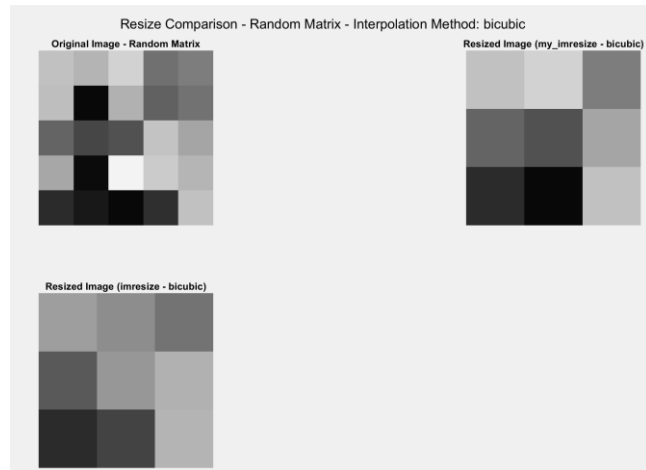 Resize Comparison - Random Matrix - Interpolation Method: bicubic
Original Image - Random Matrix
Resized Image (my_imresize - bicubic)
Resized Image (imresize - bicubic)